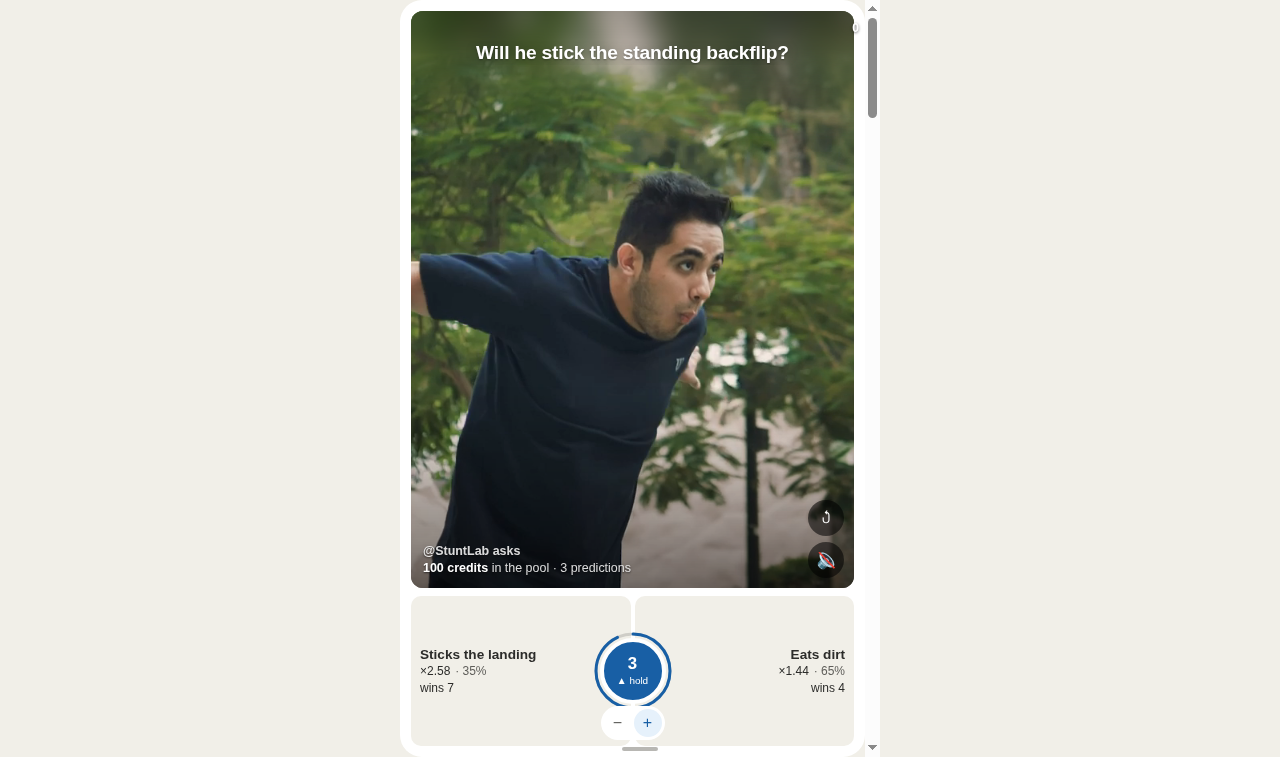 Will he stick the standing backflip?
0
@StuntLab asks
100 credits in the pool · 3 predictions
Sticks the landing
×2.58 · 35%
wins 7
3
▲ hold
− +
Eats dirt
×1.44 · 65%
wins 4